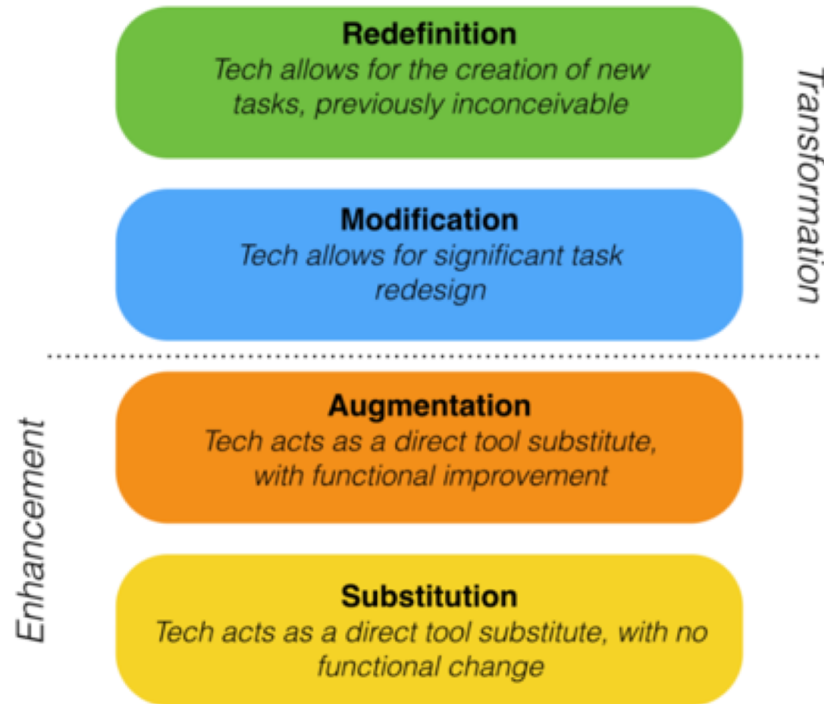 Redefinition
Tech allows for the creation of new
tasks, previously inconceivable
Transformation
Modification
Tech allows for significant task
redesign
Augmentation
Tech acts as a direct tool substitute,
with functional improvement
Enhancement
Substitution
Tech acts as a direct tool substitute, with no
functional change